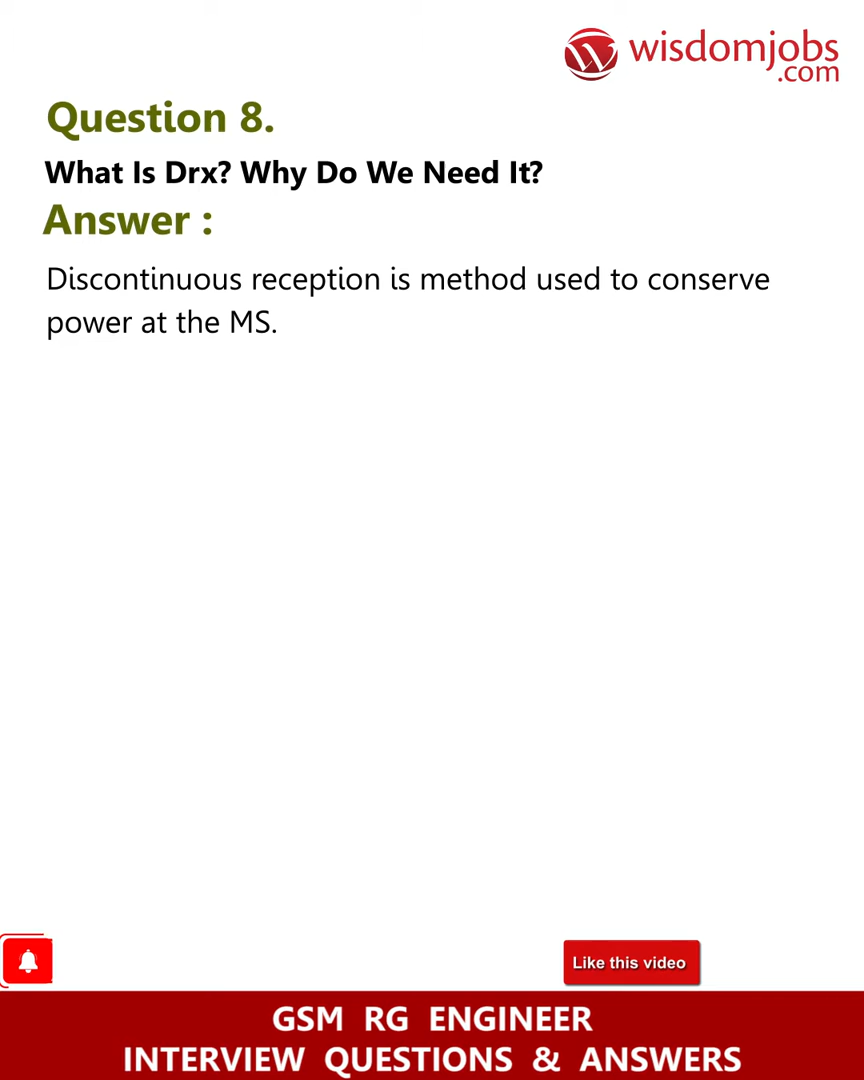 wisdomjobs
.com
Question 8.
What Is Drx? Why Do We Need It?
Answer :
Discontinuous reception is method used to conserve
power at the MS.
Like this video
GSM RG ENGINEER
INTERVIEW QUESTIONS & ANSWERS